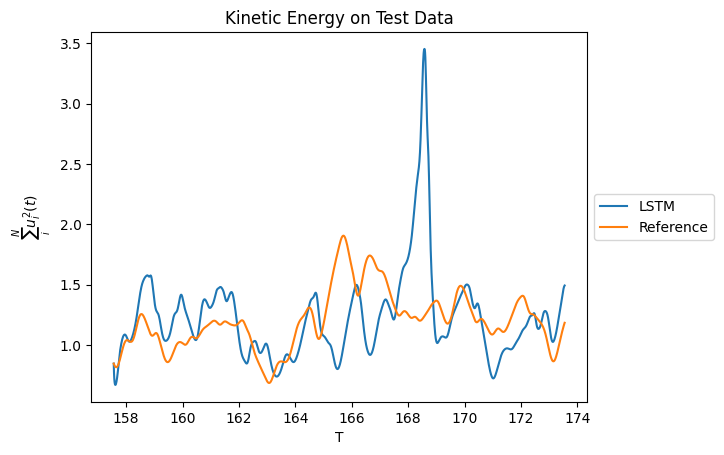 Kinetic Energy on Test Data
3.5
3.0
2.5
2.0
1.5
1.0
158 160 162 164 166 168 170 172 174
T
$\sum_i^N u_i^2(t)$
LSTM
Reference